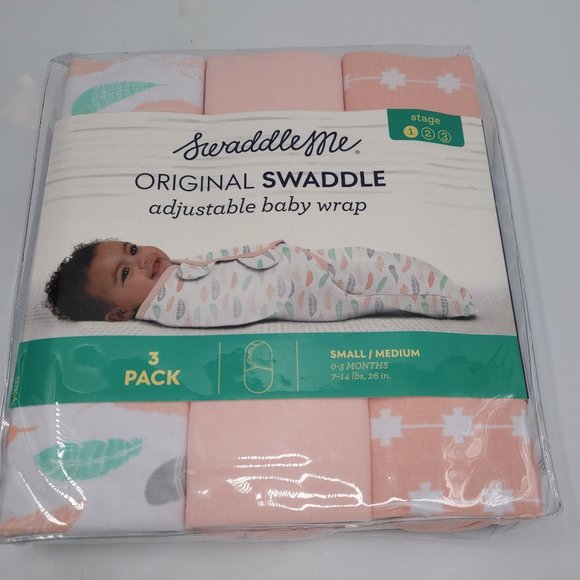 stage
1 2 3
SwaddleMe®
ORIGINAL SWADDLE
adjustable baby wrap
3
PACK
SMALL / MEDIUM
0-3 MONTHS
7-14 lbs, 26 in.